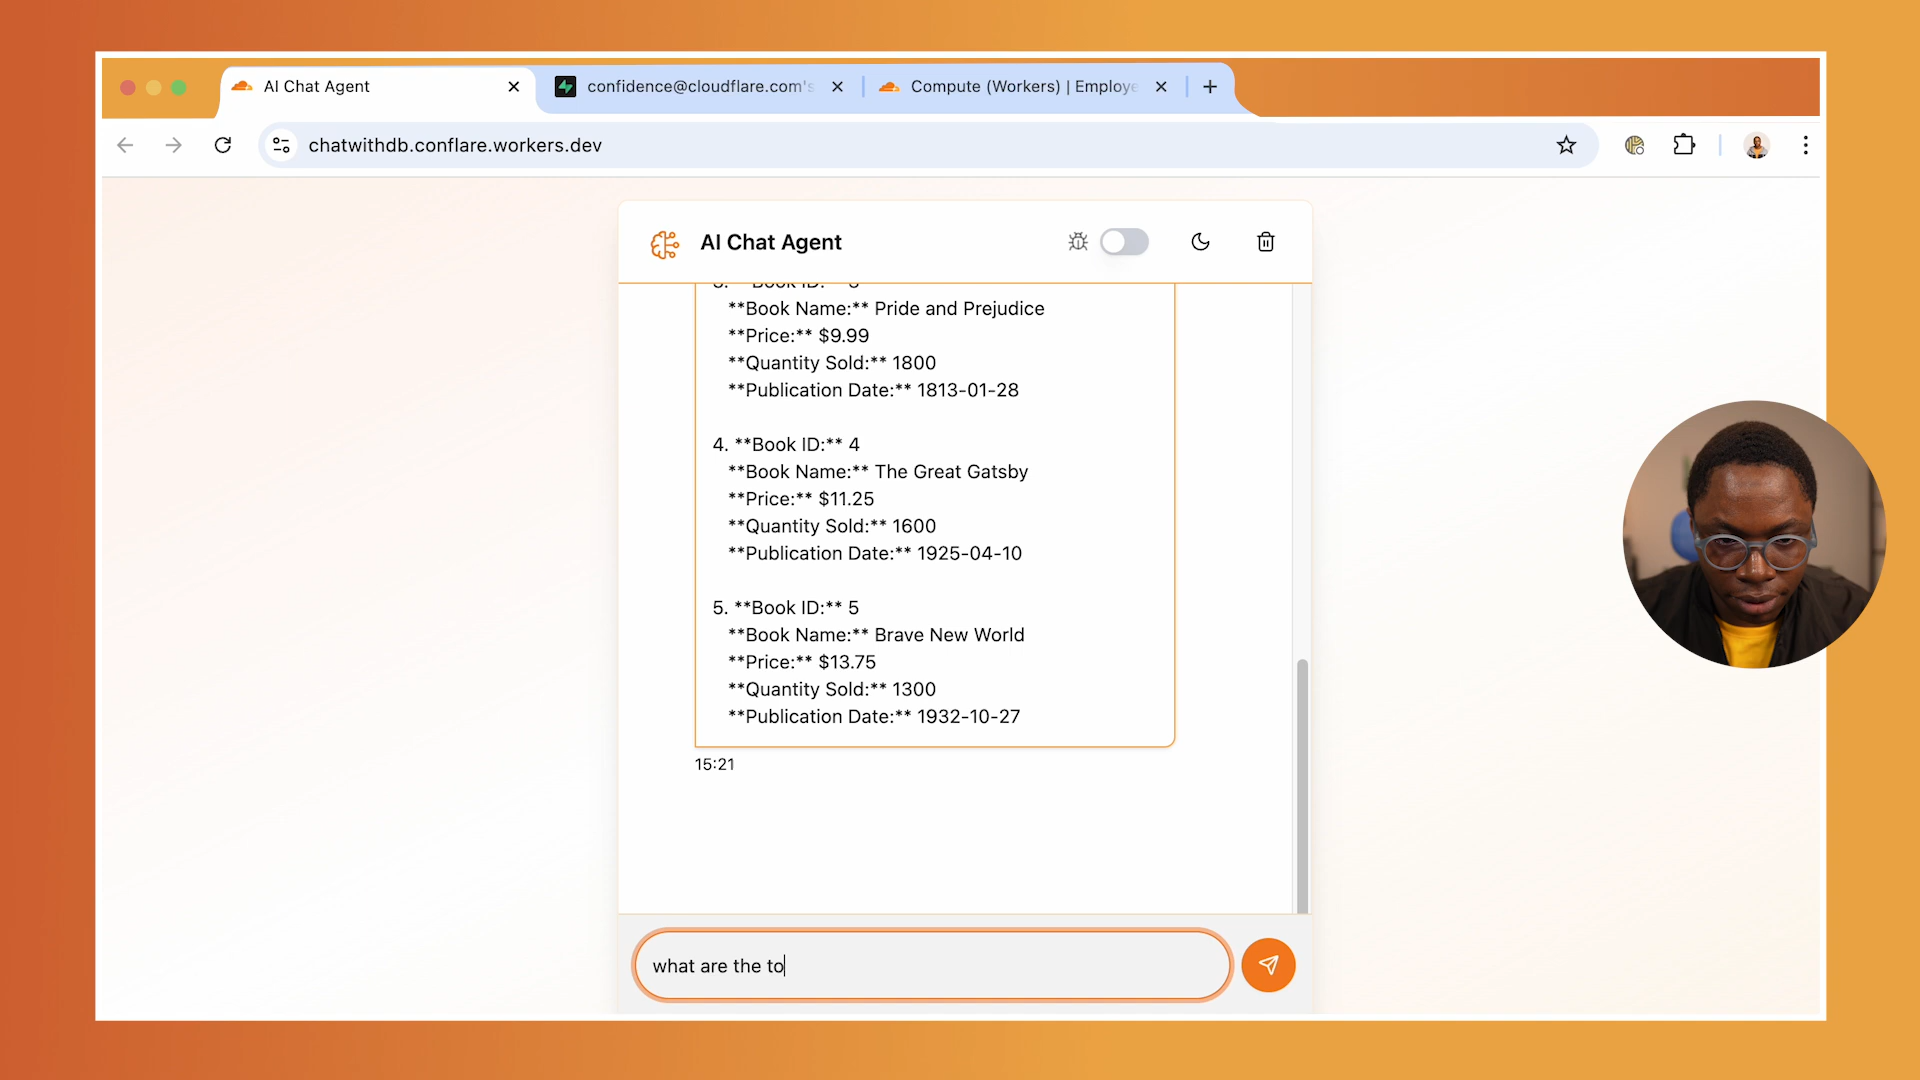 AI Chat Agent
confidence@cloudflare.com's
Compute (Workers) | Employe
chatwithdb.conflare.workers.dev
AI Chat Agent
3. **Book ID:** 3
**Book Name:** Pride and Prejudice
**Price:** $9.99
**Quantity Sold:** 1800
**Publication Date:** 1813-01-28
4. **Book ID:** 4
**Book Name:** The Great Gatsby
**Price:** $11.25
**Quantity Sold:** 1600
**Publication Date:** 1925-04-10
5. **Book ID:** 5
**Book Name:** Brave New World
**Price:** $13.75
**Quantity Sold:** 1300
**Publication Date:** 1932-10-27
15:21
what are the to